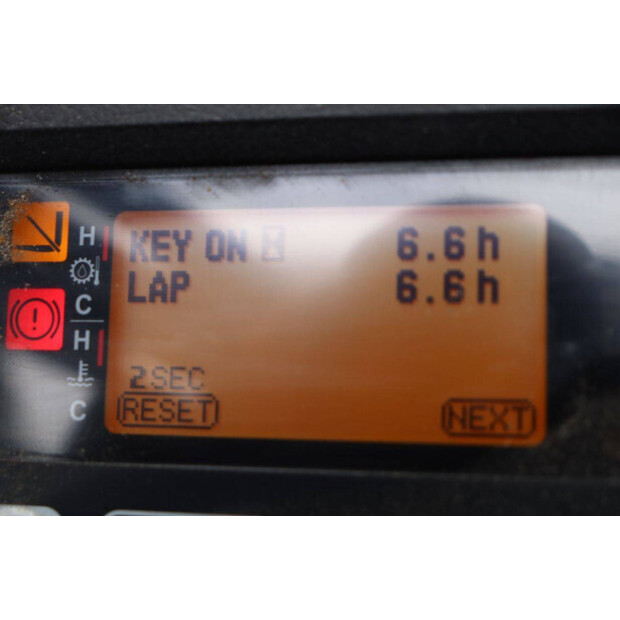 KEY ON 6.6h
LAP 6.6h
2SEC
RESET NEXT
H
C
H
C